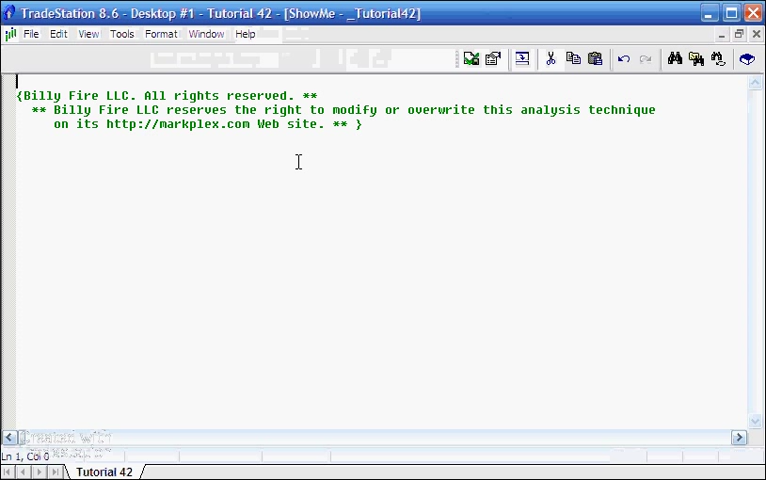 TradeStation 8.6 - Desktop #1 - Tutorial 42 - [ShowMe - _Tutorial42]
File Edit View Tools Format Window Help
{Billy Fire LLC. All rights reserved. **
** Billy Fire LLC reserves the right to modify or overwrite this analysis technique
on its http://markplex.com Web site. ** }
Created with
Ln 1, Col 0
Tutorial 42